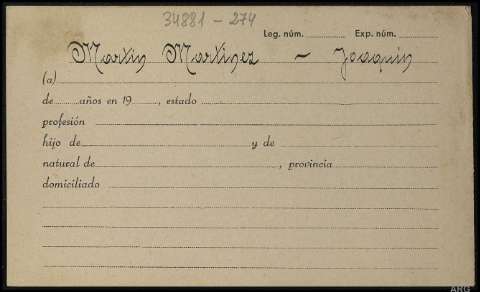 34881 - 274
Leg. núm. Exp. núm.
Martin Martinez - Joaquin
(a)
de años en 19 , estado
profesión
hijo de y de
natural de , provincia
domiciliado
ARG